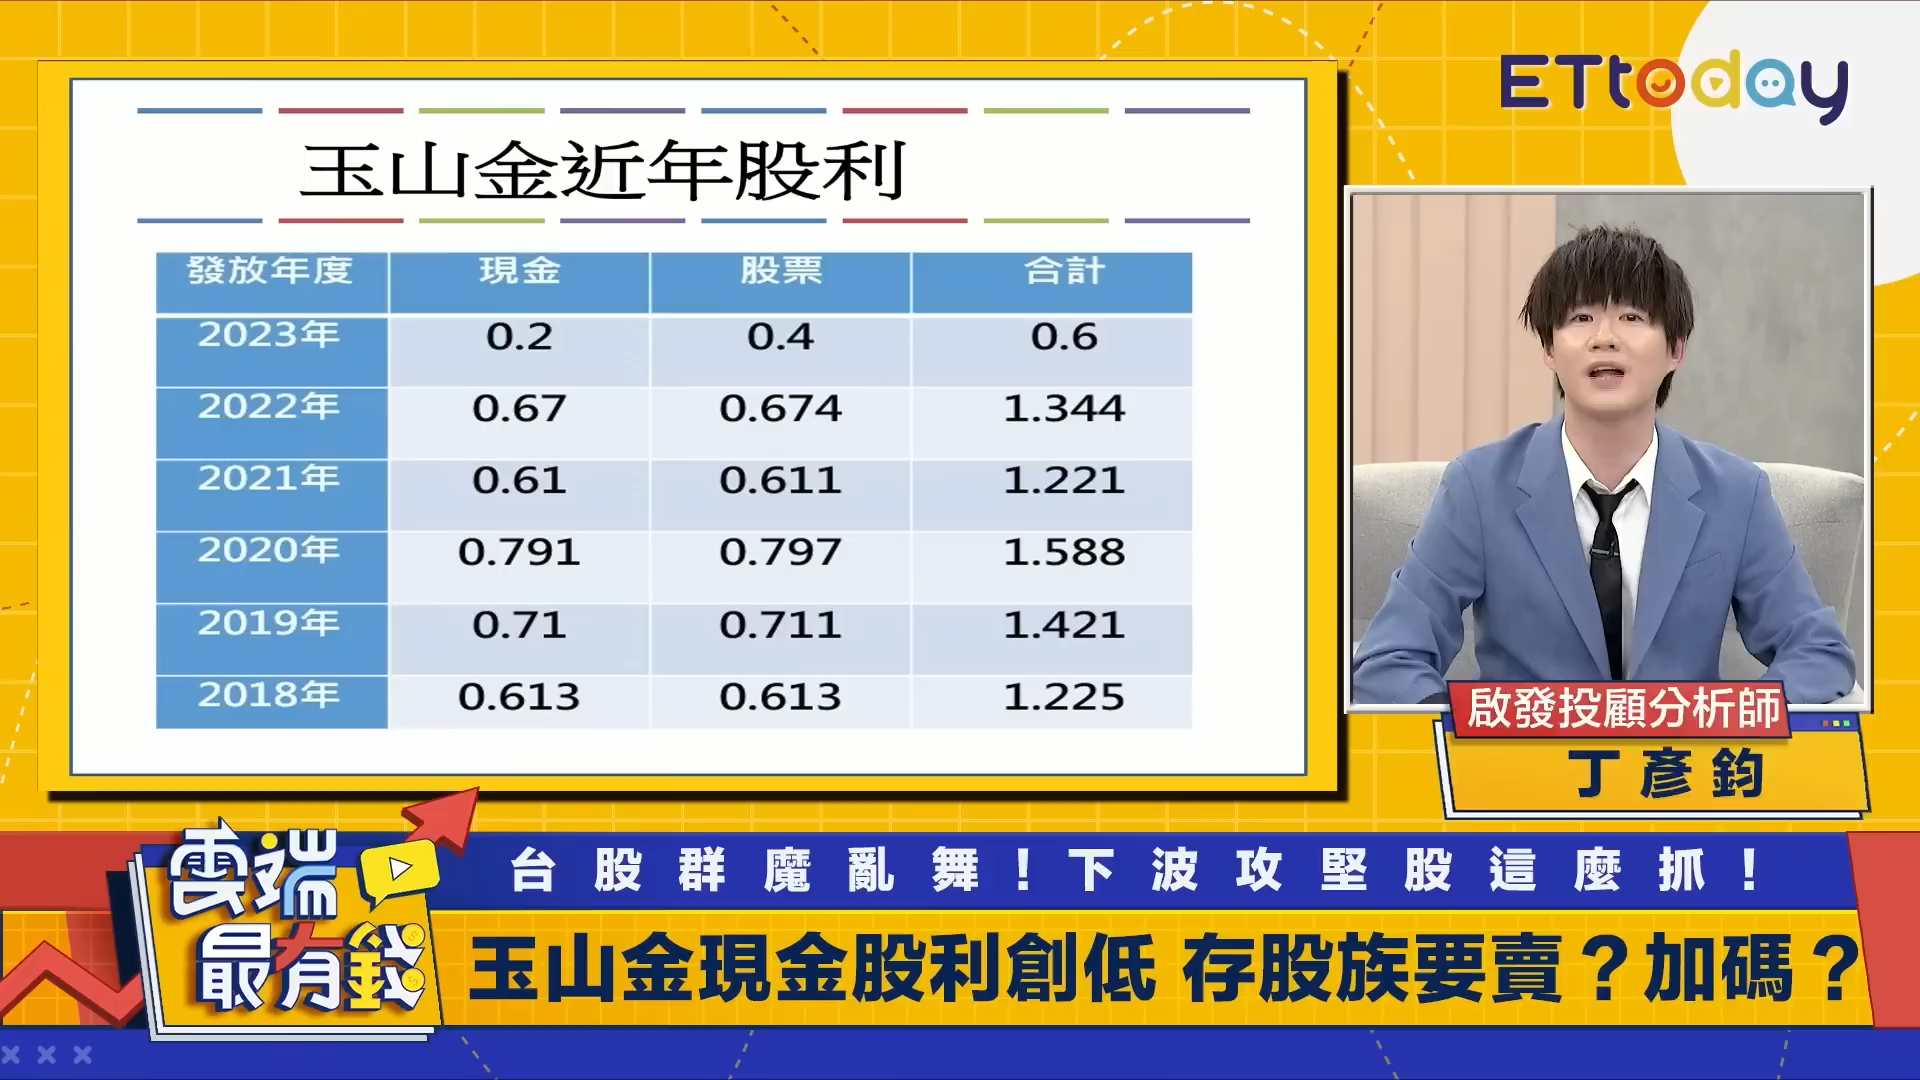 ETtoday
玉山金近年股利
發放年度 現金 股票 合計
2023年 0.2 0.4 0.6
2022年 0.67 0.674 1.344
2021年 0.61 0.611 1.221
2020年 0.791 0.797 1.588
2019年 0.71 0.711 1.421
2018年 0.613 0.613 1.225
啟發投顧分析師
丁彥鈞
雲端
最有錢
台股群魔亂舞！下波攻堅股這麼抓！
玉山金現金股利創低 存股族要賣？加碼？